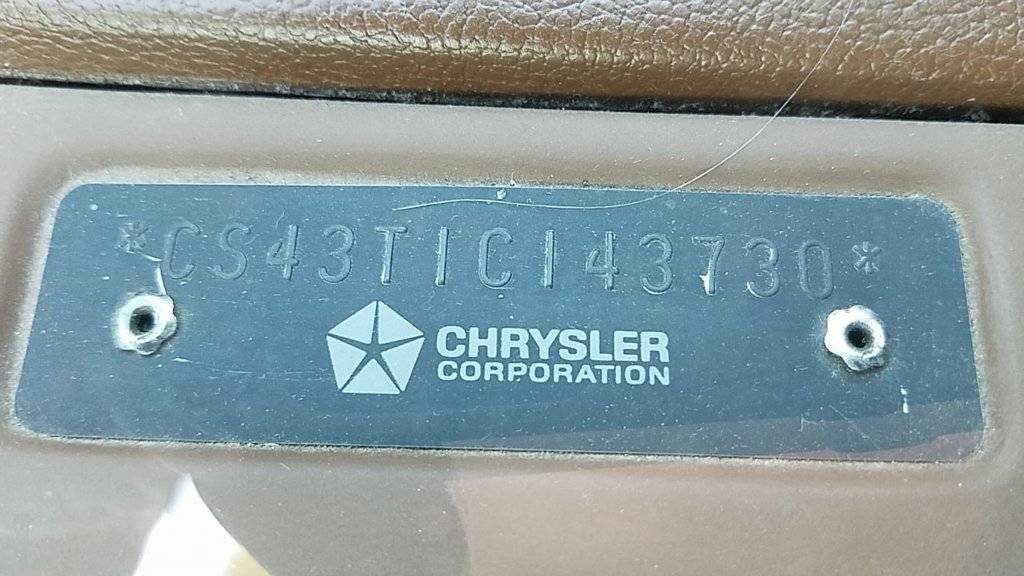 *CS43T1C143730*
CHRYSLER
CORPORATION